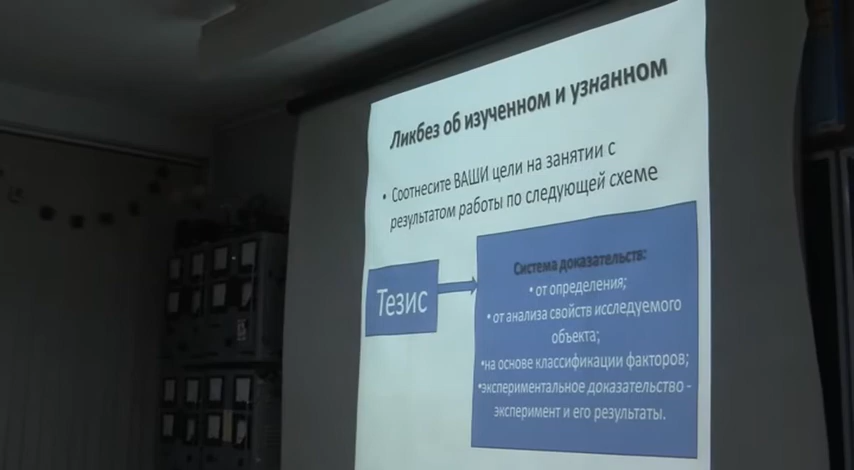 Ликбез об изученном и узнанном
• Соотнесите ВАШИ цели на занятии с
результатом работы по следующей схеме
Тезис
Система доказательств:
• от определения;
• от анализа свойств исследуемого
объекта;
•на основе классификации факторов;
•экспериментальное доказательство -
эксперимент и его результаты.